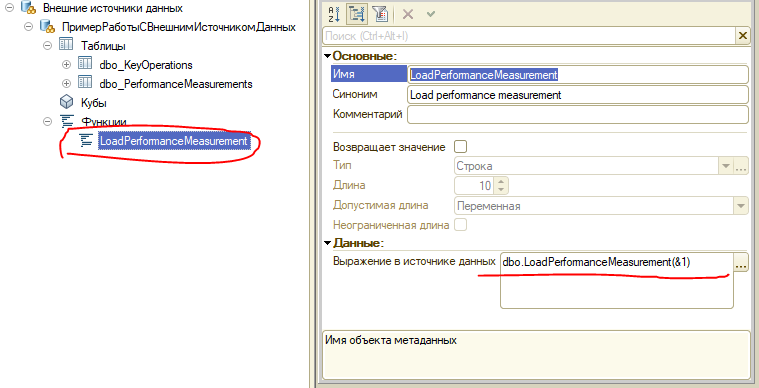 Внешние источники данных
ПримерРаботыСВнешнимИсточникомДанных
Таблицы
dbo_KeyOperations
dbo_PerformanceMeasurements
Кубы
Функции
LoadPerformanceMeasurement
Поиск (Ctrl+Alt+I)
Основные:
Имя LoadPerformanceMeasurement
Синоним Load performance measurement
Комментарий
Возвращает значение
Тип Строка
Длина 10
Допустимая длина Переменная
Неограниченная длина
Данные:
Выражение в источнике данных dbo.LoadPerformanceMeasurement(&1)
Имя объекта метаданных